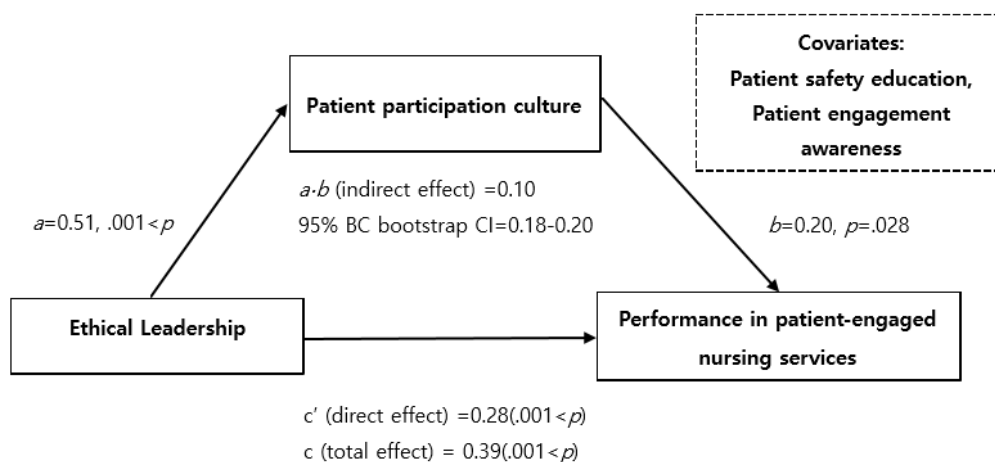 Covariates:
Patient safety education,
Patient engagement
awareness
Patient participation culture
a·b (indirect effect) =0.10
95% BC bootstrap CI=0.18-0.20
a=0.51, .001<p
b=0.20, p=.028
Ethical Leadership
Performance in patient-engaged
nursing services
c’ (direct effect) =0.28(.001<p)
c (total effect) = 0.39(.001<p)